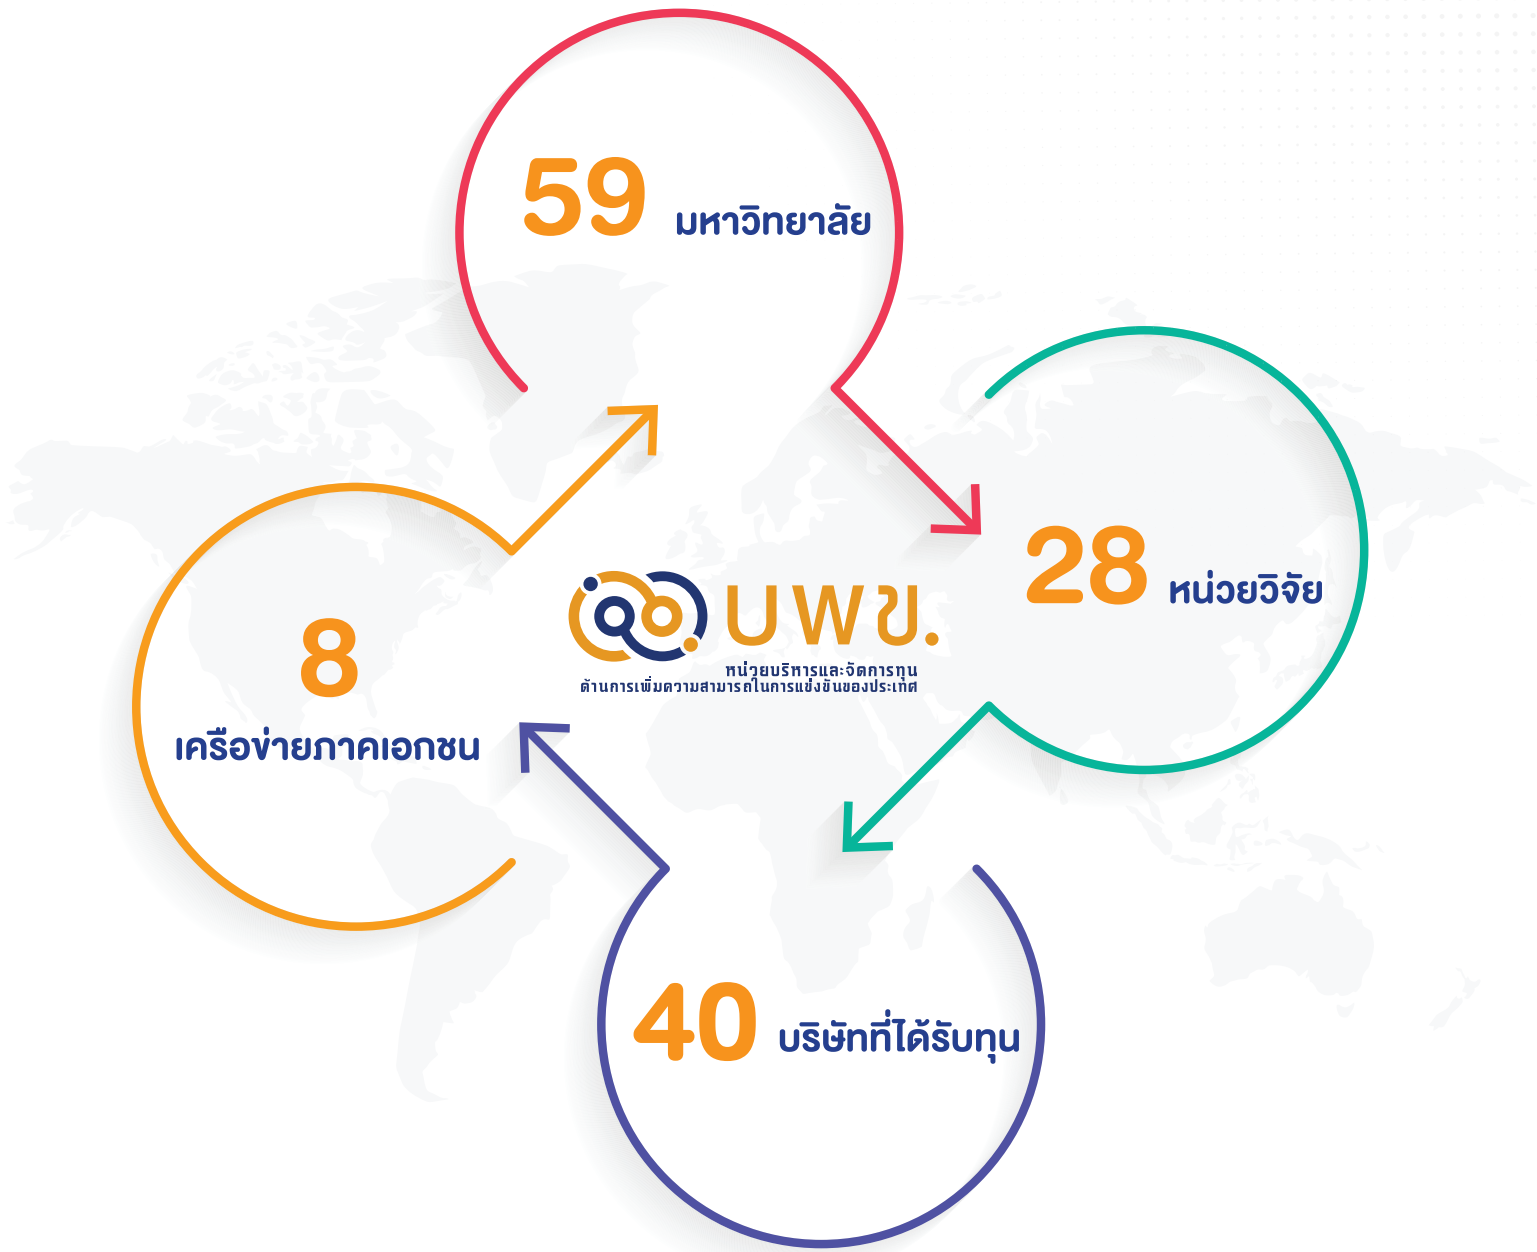 59 มหาวิทยาลัย
28 หน่วยวิจัย
บพข.
หน่วยบริหารและจัดการทุน
ด้านการเพิ่มความสามารถในการแข่งขันของประเทศ
8
เครือข่ายภาคเอกชน
40 บริษัทที่ได้รับทุน